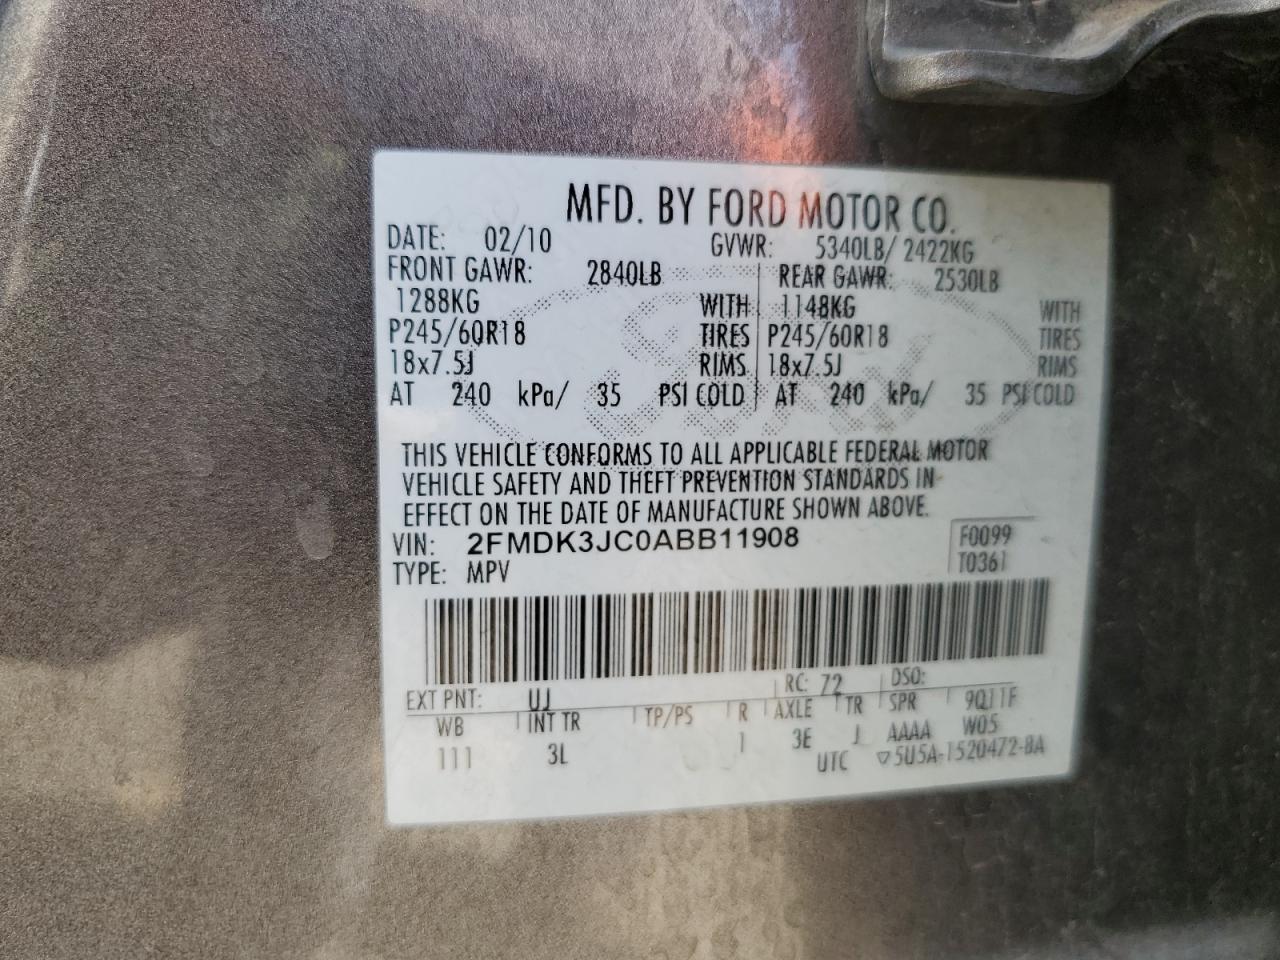 MFD. BY FORD MOTOR CO.
DATE: 02/10 GVWR: 5340LB/ 2422KG
FRONT GAWR: 2840LB REAR GAWR: 2530LB
1288KG WITH 1148KG WITH
P245/60R18 TIRES P245/60R18 TIRES
18x7.5J RIMS 18x7.5J RIMS
AT 240 kPa/ 35 PSI COLD AT 240 kPa/ 35 PSI COLD
THIS VEHICLE CONFORMS TO ALL APPLICABLE FEDERAL MOTOR
VEHICLE SAFETY AND THEFT PREVENTION STANDARDS IN
EFFECT ON THE DATE OF MANUFACTURE SHOWN ABOVE.
VIN: 2FMDK3JC0ABB11908 F0099
TYPE: MPV T0361
EXT PNT: UJ RC: 72 DSO:
WB INT TR TP/PS R AXLE TR SPR 9Q11F
111 3L 1 3E J AAAA W05
UTC ▽5U5A-1520472-BA